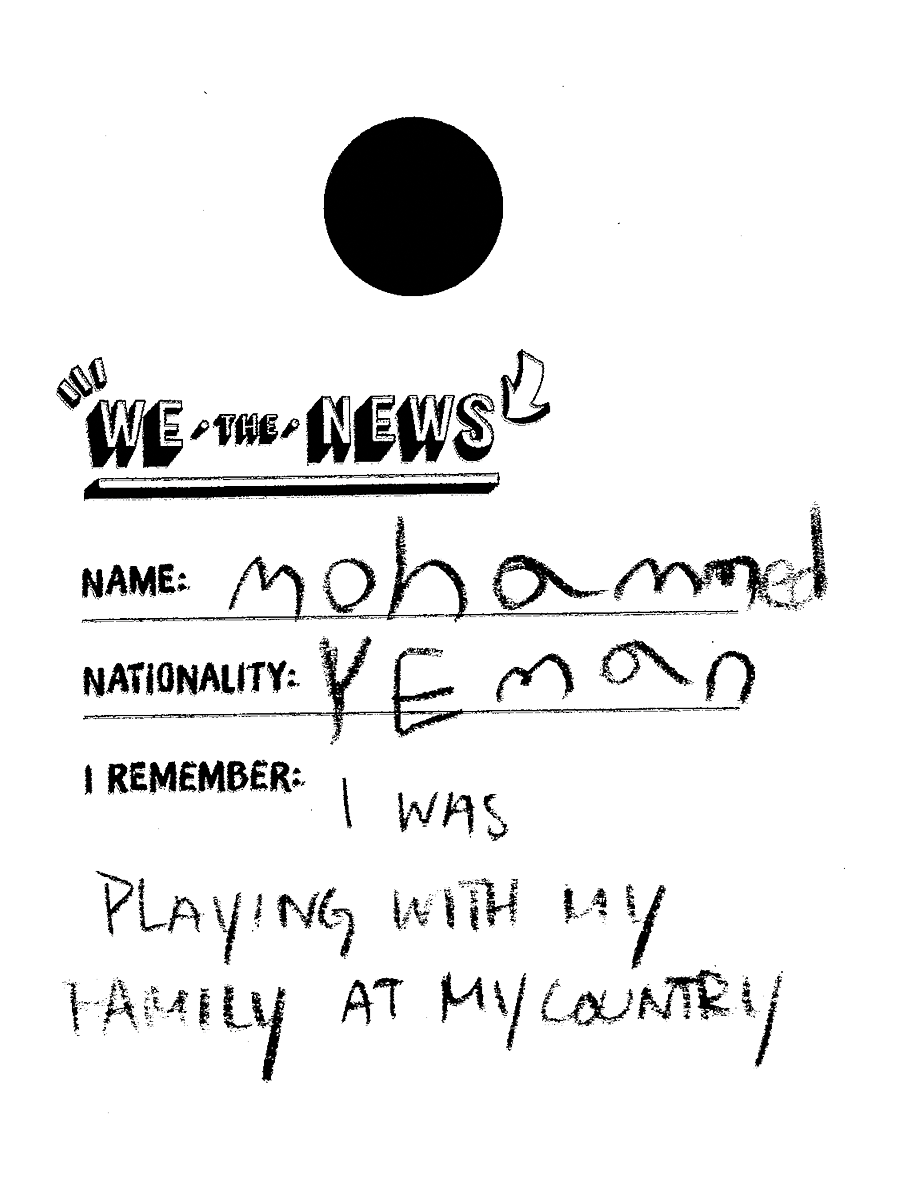 WE • THE • NEWS
NAME: mohammed
NATIONALITY: YEman
I REMEMBER: I WAS
PLAYING WITH MY
FAMILY AT MY COUNTRY